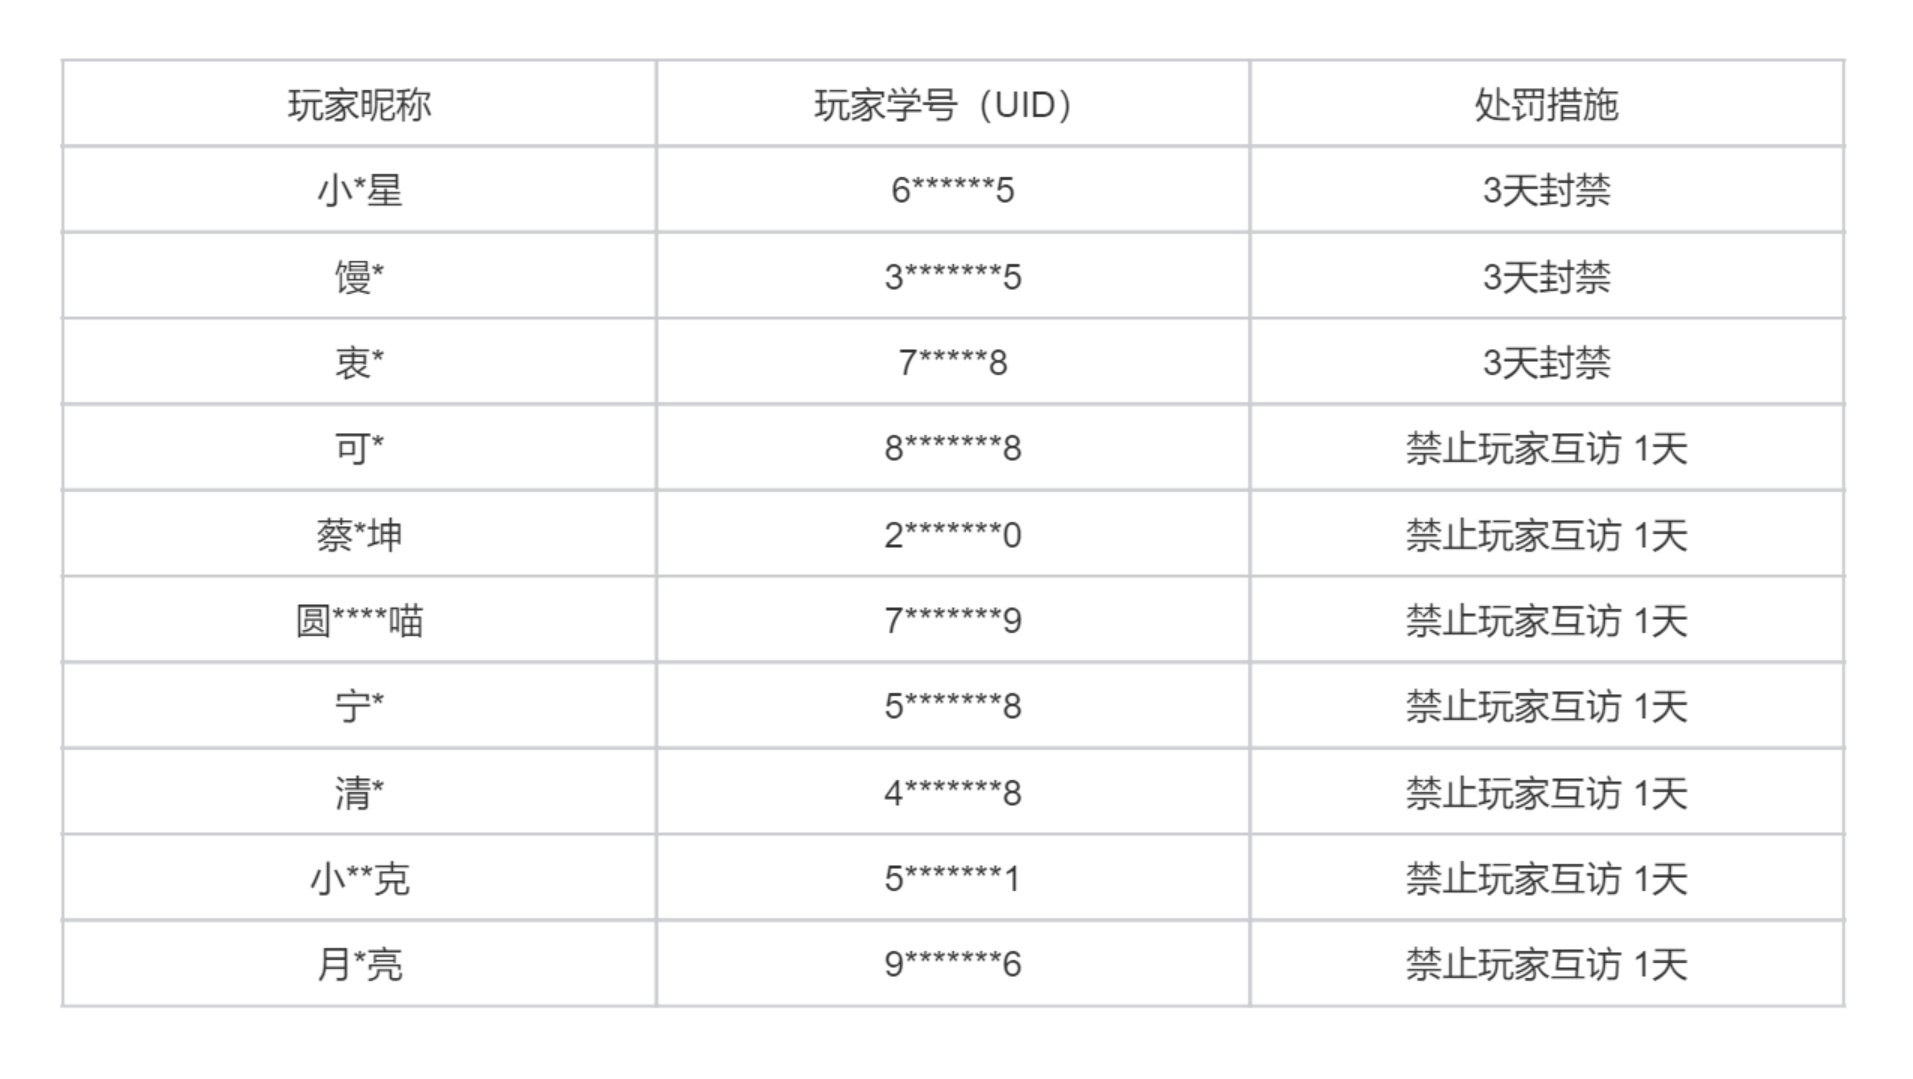 玩家昵称 玩家学号（UID） 处罚措施
小*星 6******5 3天封禁
馒* 3*******5 3天封禁
衷* 7*****8 3天封禁
可* 8*******8 禁止玩家互访 1天
蔡*坤 2*******0 禁止玩家互访 1天
圆****喵 7*******9 禁止玩家互访 1天
宁* 5*******8 禁止玩家互访 1天
清* 4*******8 禁止玩家互访 1天
小**克 5*******1 禁止玩家互访 1天
月*亮 9*******6 禁止玩家互访 1天